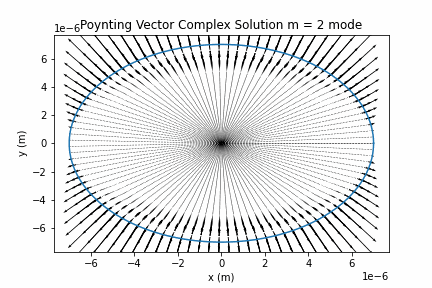 Poynting Vector Complex Solution m = 2 mode
1e−6
6
4
2
0
−2
−4
−6
y (m)
−6 −4 −2 0 2 4 6
1e−6
x (m)